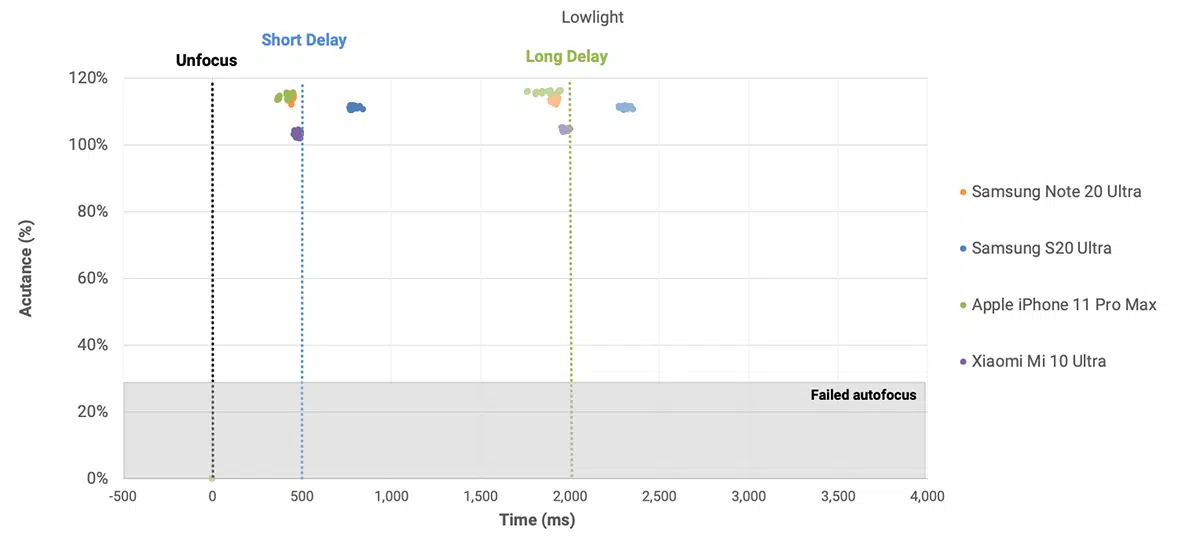 Lowlight
Short Delay
Unfocus
Long Delay
120%
100%
80%
60%
40%
20%
0%
Acutance (%)
Failed autofocus
-500
0
500
1,000
1,500
2,000
2,500
3,000
3,500
4,000
Time (ms)
Samsung Note 20 Ultra
Samsung S20 Ultra
Apple iPhone 11 Pro Max
Xiaomi Mi 10 Ultra